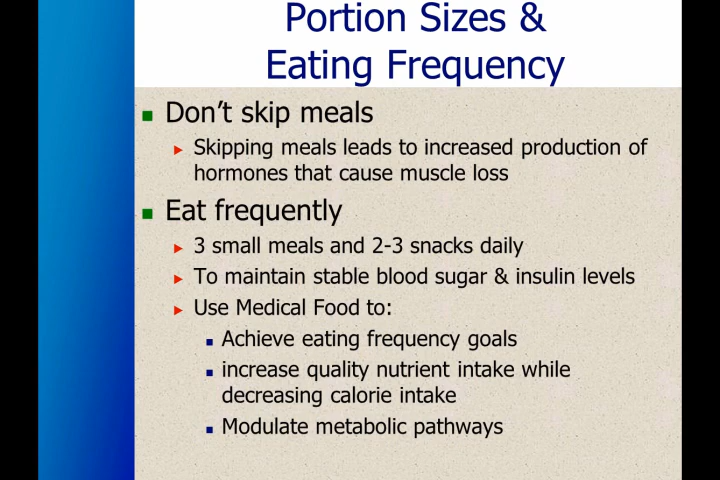 Portion Sizes &
Eating Frequency
Don't skip meals
Skipping meals leads to increased production of
hormones that cause muscle loss
Eat frequently
3 small meals and 2-3 snacks daily
To maintain stable blood sugar & insulin levels
Use Medical Food to:
Achieve eating frequency goals
increase quality nutrient intake while
decreasing calorie intake
Modulate metabolic pathways